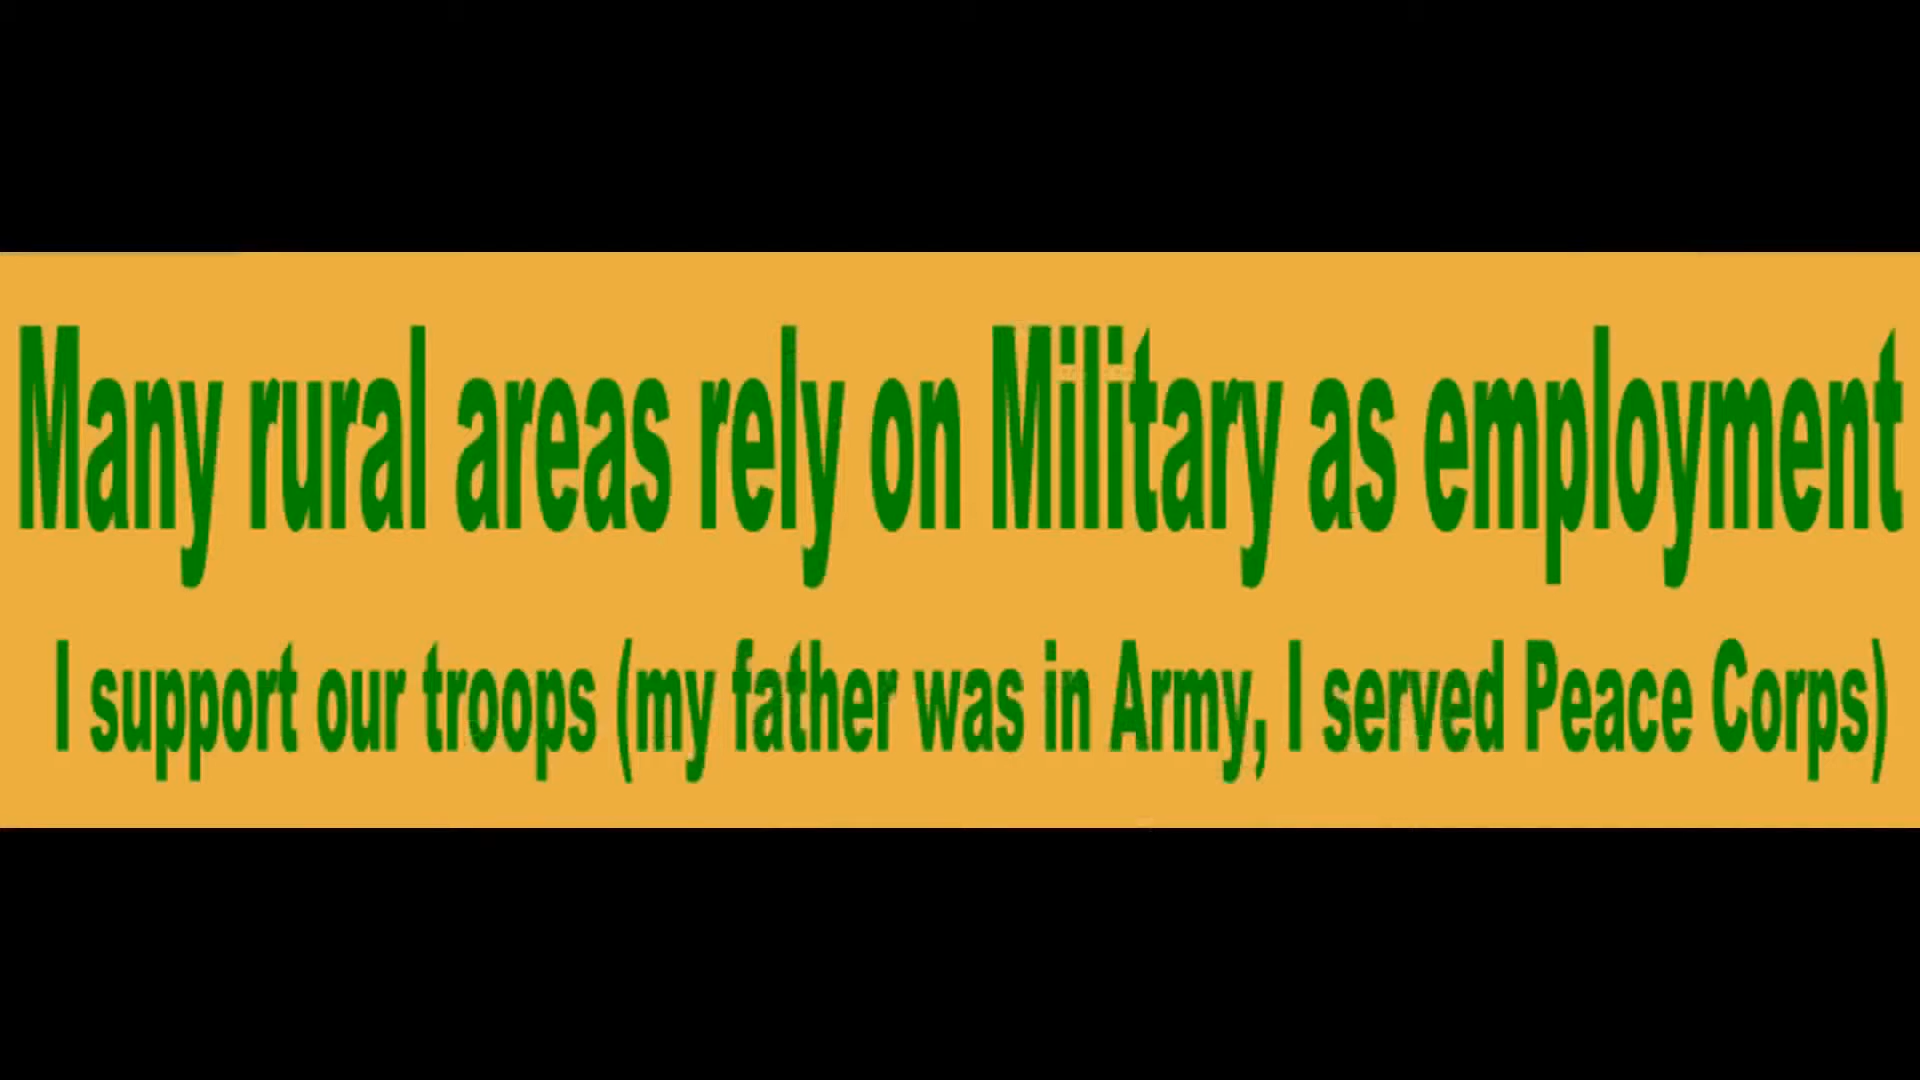 Many rural areas rely on Military as employment
I support our troops (my father was in Army, I served Peace Corps)